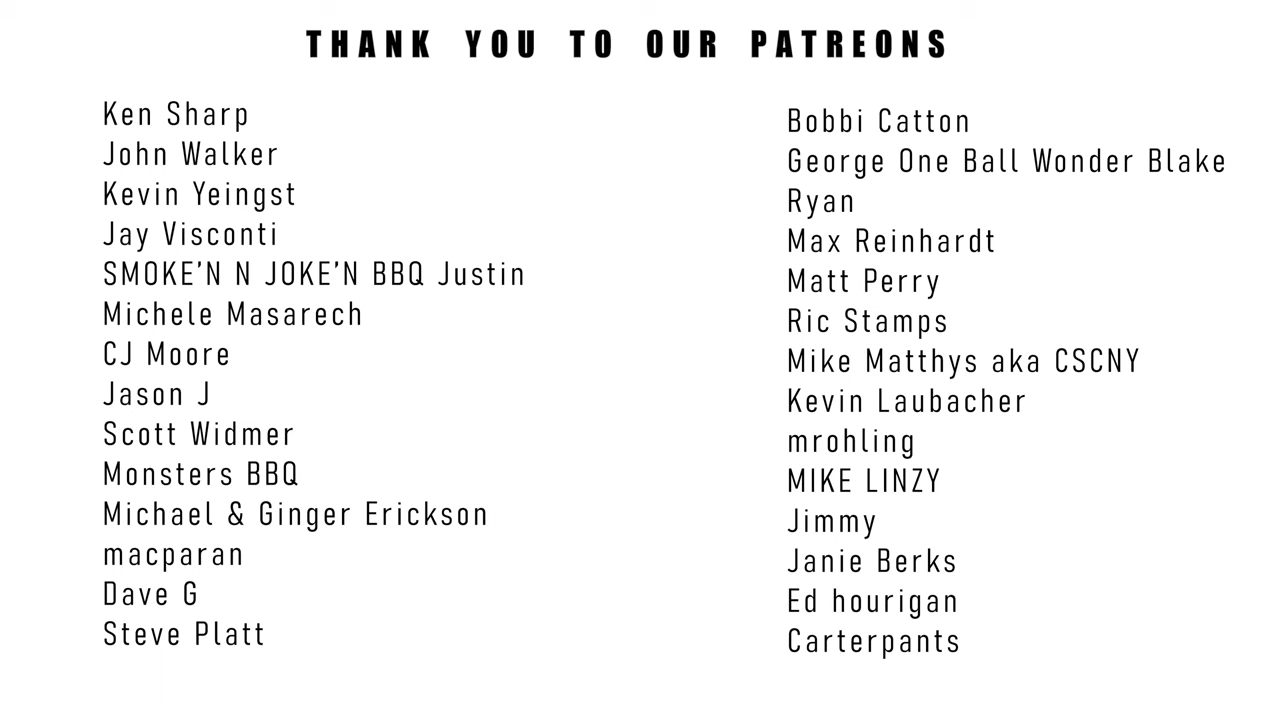 THANK YOU TO OUR PATREONS
Ken Sharp
John Walker
Kevin Yeingst
Jay Visconti
SMOKE’N N JOKE’N BBQ Justin
Michele Masarech
CJ Moore
Jason J
Scott Widmer
Monsters BBQ
Michael & Ginger Erickson
macparan
Dave G
Steve Platt
Bobbi Catton
George One Ball Wonder Blake
Ryan
Max Reinhardt
Matt Perry
Ric Stamps
Mike Matthys aka CSCNY
Kevin Laubacher
mrohling
MIKE LINZY
Jimmy
Janie Berks
Ed hourigan
Carterpants